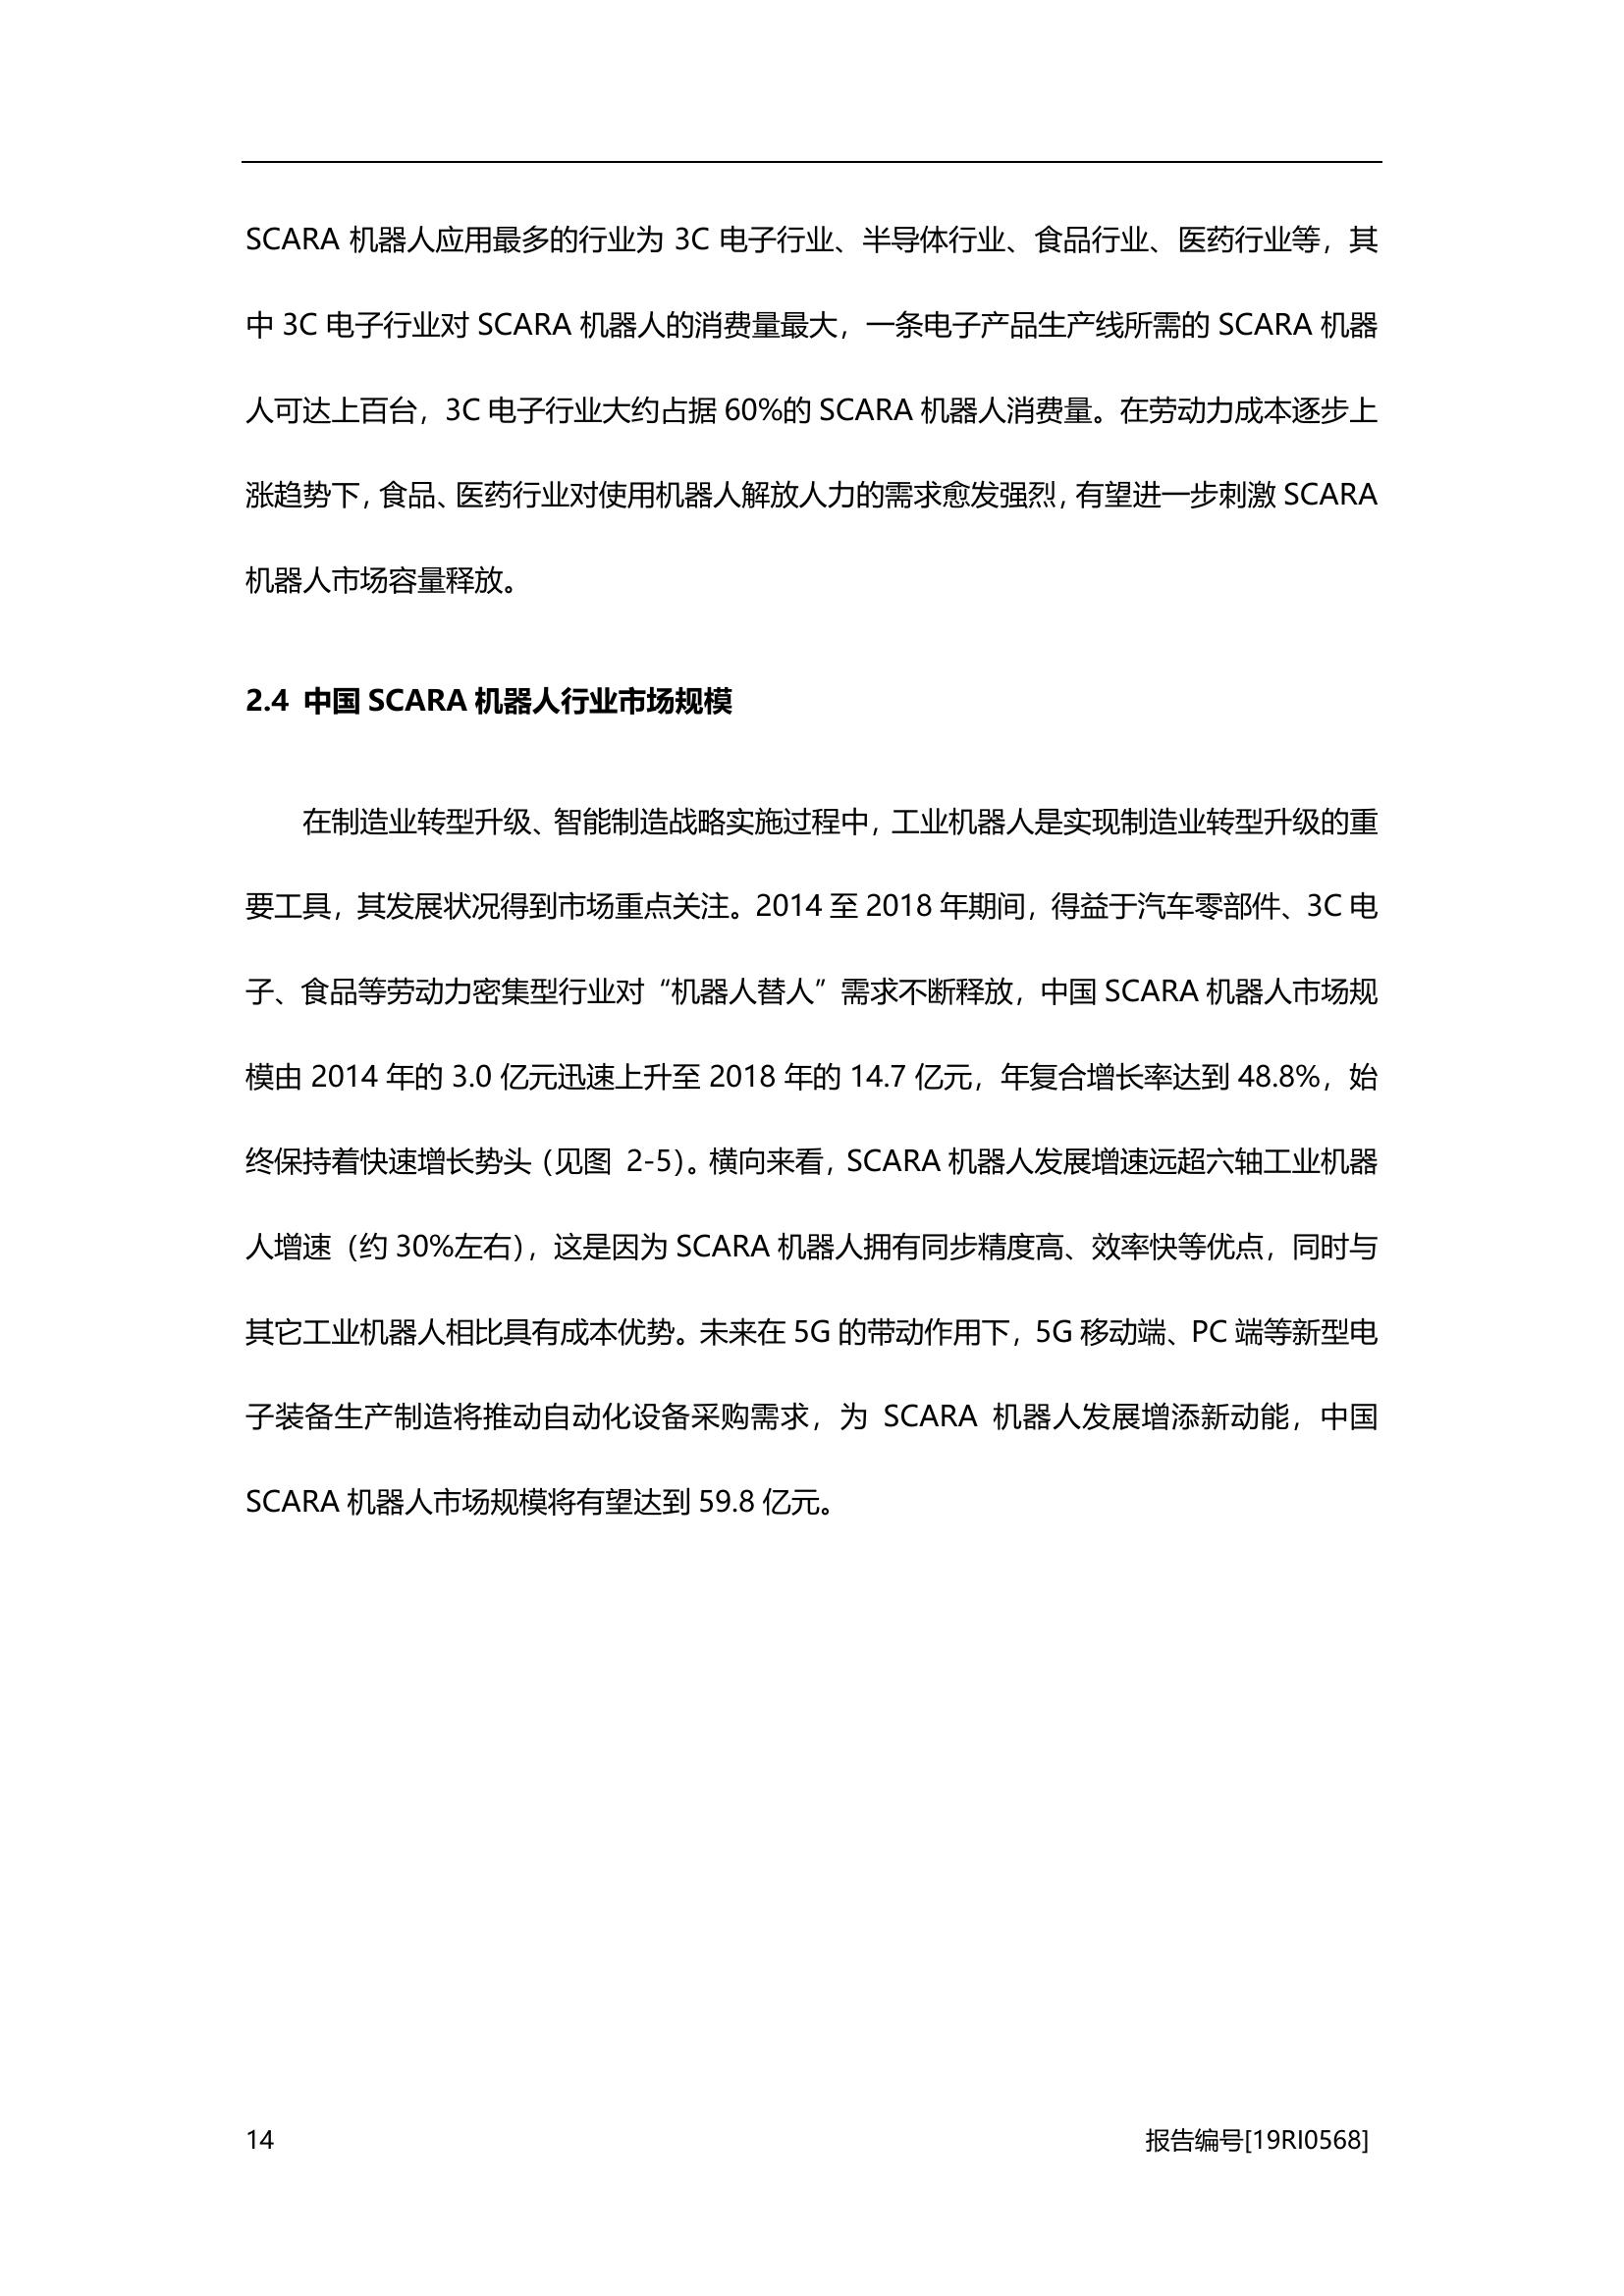 SCARA 机器人应用最多的行业为 3C 电子行业、半导体行业、食品行业、医药行业等，其
中 3C 电子行业对 SCARA 机器人的消费量最大，一条电子产品生产线所需的 SCARA 机器
人可达上百台，3C 电子行业大约占据 60%的 SCARA 机器人消费量。在劳动力成本逐步上
涨趋势下，食品、医药行业对使用机器人解放人力的需求愈发强烈，有望进一步刺激 SCARA
机器人市场容量释放。
2.4 中国 SCARA 机器人行业市场规模
在制造业转型升级、智能制造战略实施过程中，工业机器人是实现制造业转型升级的重
要工具，其发展状况得到市场重点关注。2014 至 2018 年期间，得益于汽车零部件、3C 电
子、食品等劳动力密集型行业对“机器人替人”需求不断释放，中国 SCARA 机器人市场规
模由 2014 年的 3.0 亿元迅速上升至 2018 年的 14.7 亿元，年复合增长率达到 48.8%，始
终保持着快速增长势头（见图 2-5）。横向来看，SCARA 机器人发展增速远超六轴工业机器
人增速（约 30%左右），这是因为 SCARA 机器人拥有同步精度高、效率快等优点，同时与
其它工业机器人相比具有成本优势。未来在 5G 的带动作用下，5G 移动端、PC 端等新型电
子装备生产制造将推动自动化设备采购需求，为 SCARA 机器人发展增添新动能，中国
SCARA 机器人市场规模将有望达到 59.8 亿元。
14 报告编号[19RI0568]